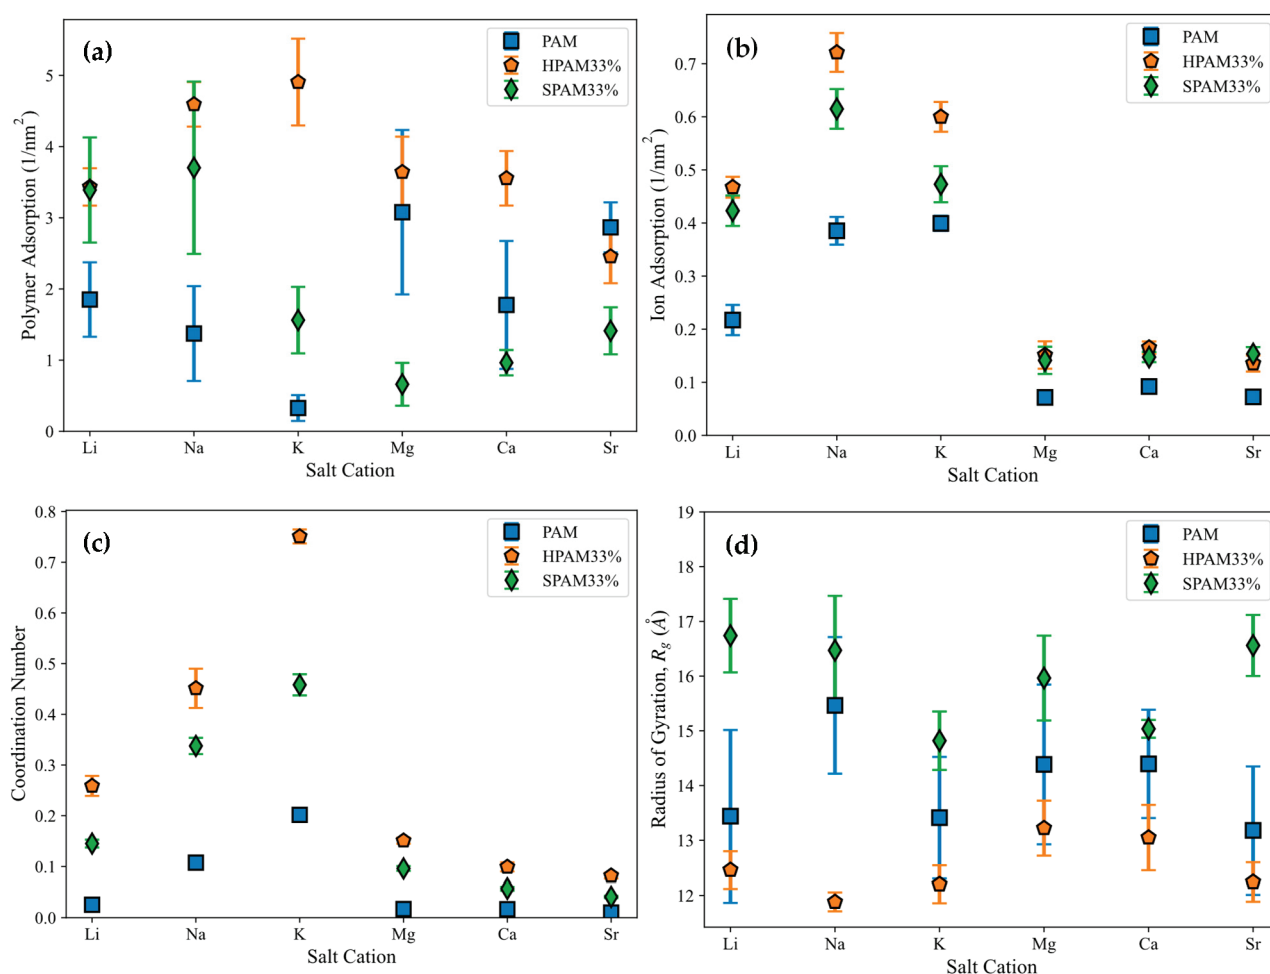 (a)
PAM
HPAM33%
SPAM33%
Polymer Adsorption (1/nm²)
5
4
3
2
1
0
Li Na K Mg Ca Sr
Salt Cation
(b)
PAM
HPAM33%
SPAM33%
Ion Adsorption (1/nm²)
0.7
0.6
0.5
0.4
0.3
0.2
0.1
0.0
Li Na K Mg Ca Sr
Salt Cation
(c)
PAM
HPAM33%
SPAM33%
Coordination Number
0.8
0.7
0.6
0.5
0.4
0.3
0.2
0.1
0.0
Li Na K Mg Ca Sr
Salt Cation
(d)
PAM
HPAM33%
SPAM33%
Radius of Gyration, Rg (Å)
19
18
17
16
15
14
13
12
Li Na K Mg Ca Sr
Salt Cation